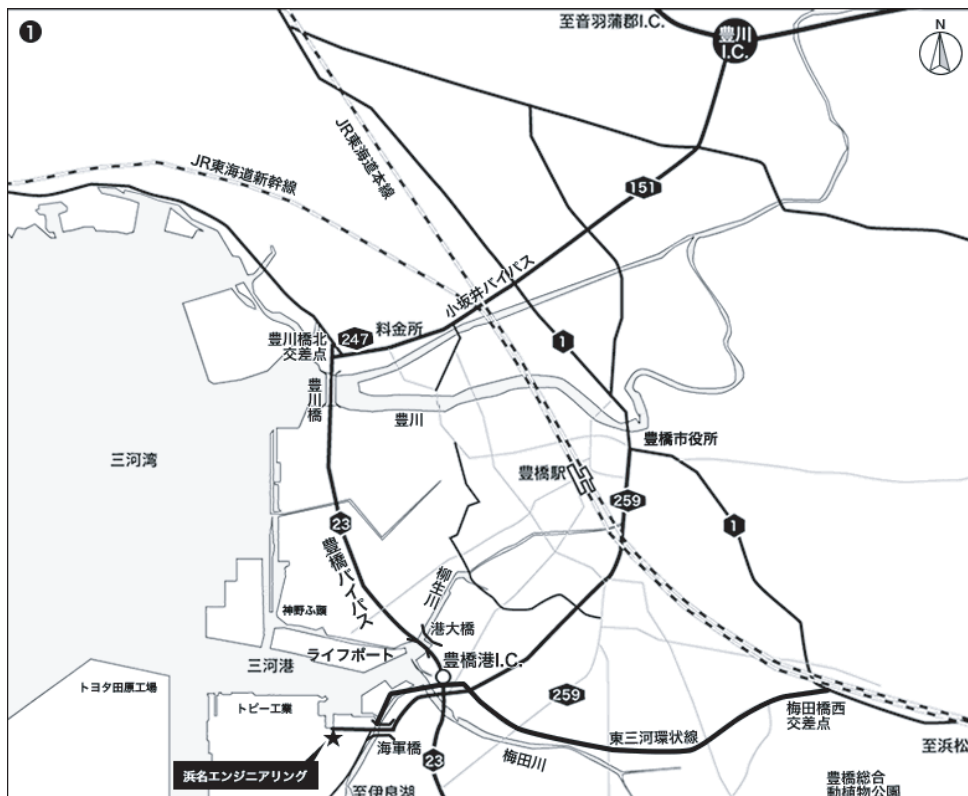 1
至音羽蒲郡I.C.
豊川
I.C.
N
JR東海道本線
JR東海道新幹線
151
小坂井バイパス
料金所
247
豊川橋北
交差点
1
豊川橋
豊川
豊橋市役所
三河湾
豊橋駅
259
23
1
豊橋バイパス
柳生川
神野ふ頭
港大橋
ライフポート
豊橋港I.C.
三河港
トヨタ田原工場
259
トピー工業
梅田橋西
交差点
東三河環状線
海軍橋
至浜松
梅田川
23
浜名エンジニアリング
至伊良湖
豊橋総合
動植物公園